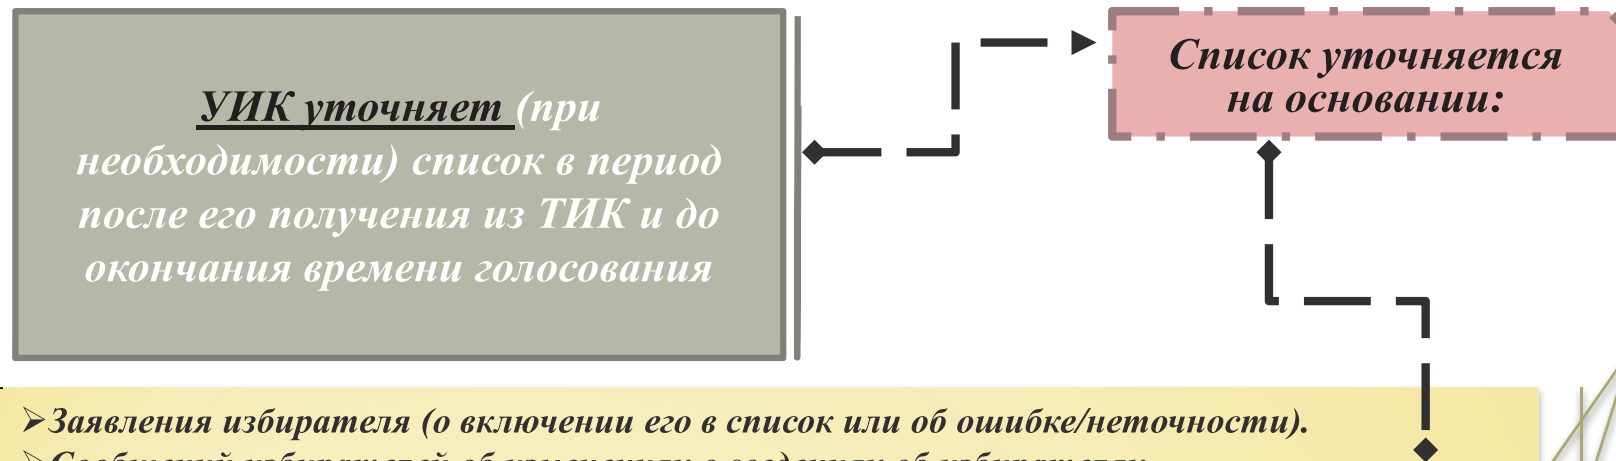 УИК уточняет (при
необходимости) список в период
после его получения из ТИК и до
окончания времени голосования
Список уточняется
на основании:
➢Заявления избирателя (о включении его в список или об ошибке/неточности).